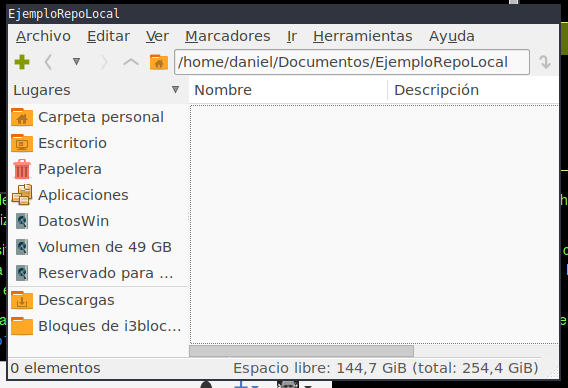 EjemploRepoLocal
Archivo Editar Ver Marcadores Ir Herramientas Ayuda
/home/daniel/Documentos/EjemploRepoLocal
Lugares Nombre Descripción
Carpeta personal
Escritorio
Papelera
Aplicaciones
DatosWin
Volumen de 49 GB
Reservado para ...
Descargas
Bloques de i3bloc...
0 elementos Espacio libre: 144,7 GiB (total: 254,4 GiB)